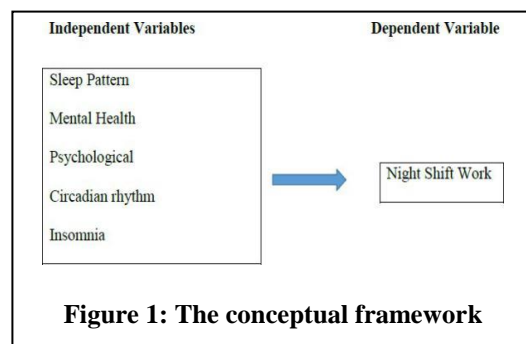 Independent Variables
Dependent Variable
Sleep Pattern
Mental Health
Psychological
Circadian rhythm
Insomnia
Night Shift Work
Figure 1: The conceptual framework